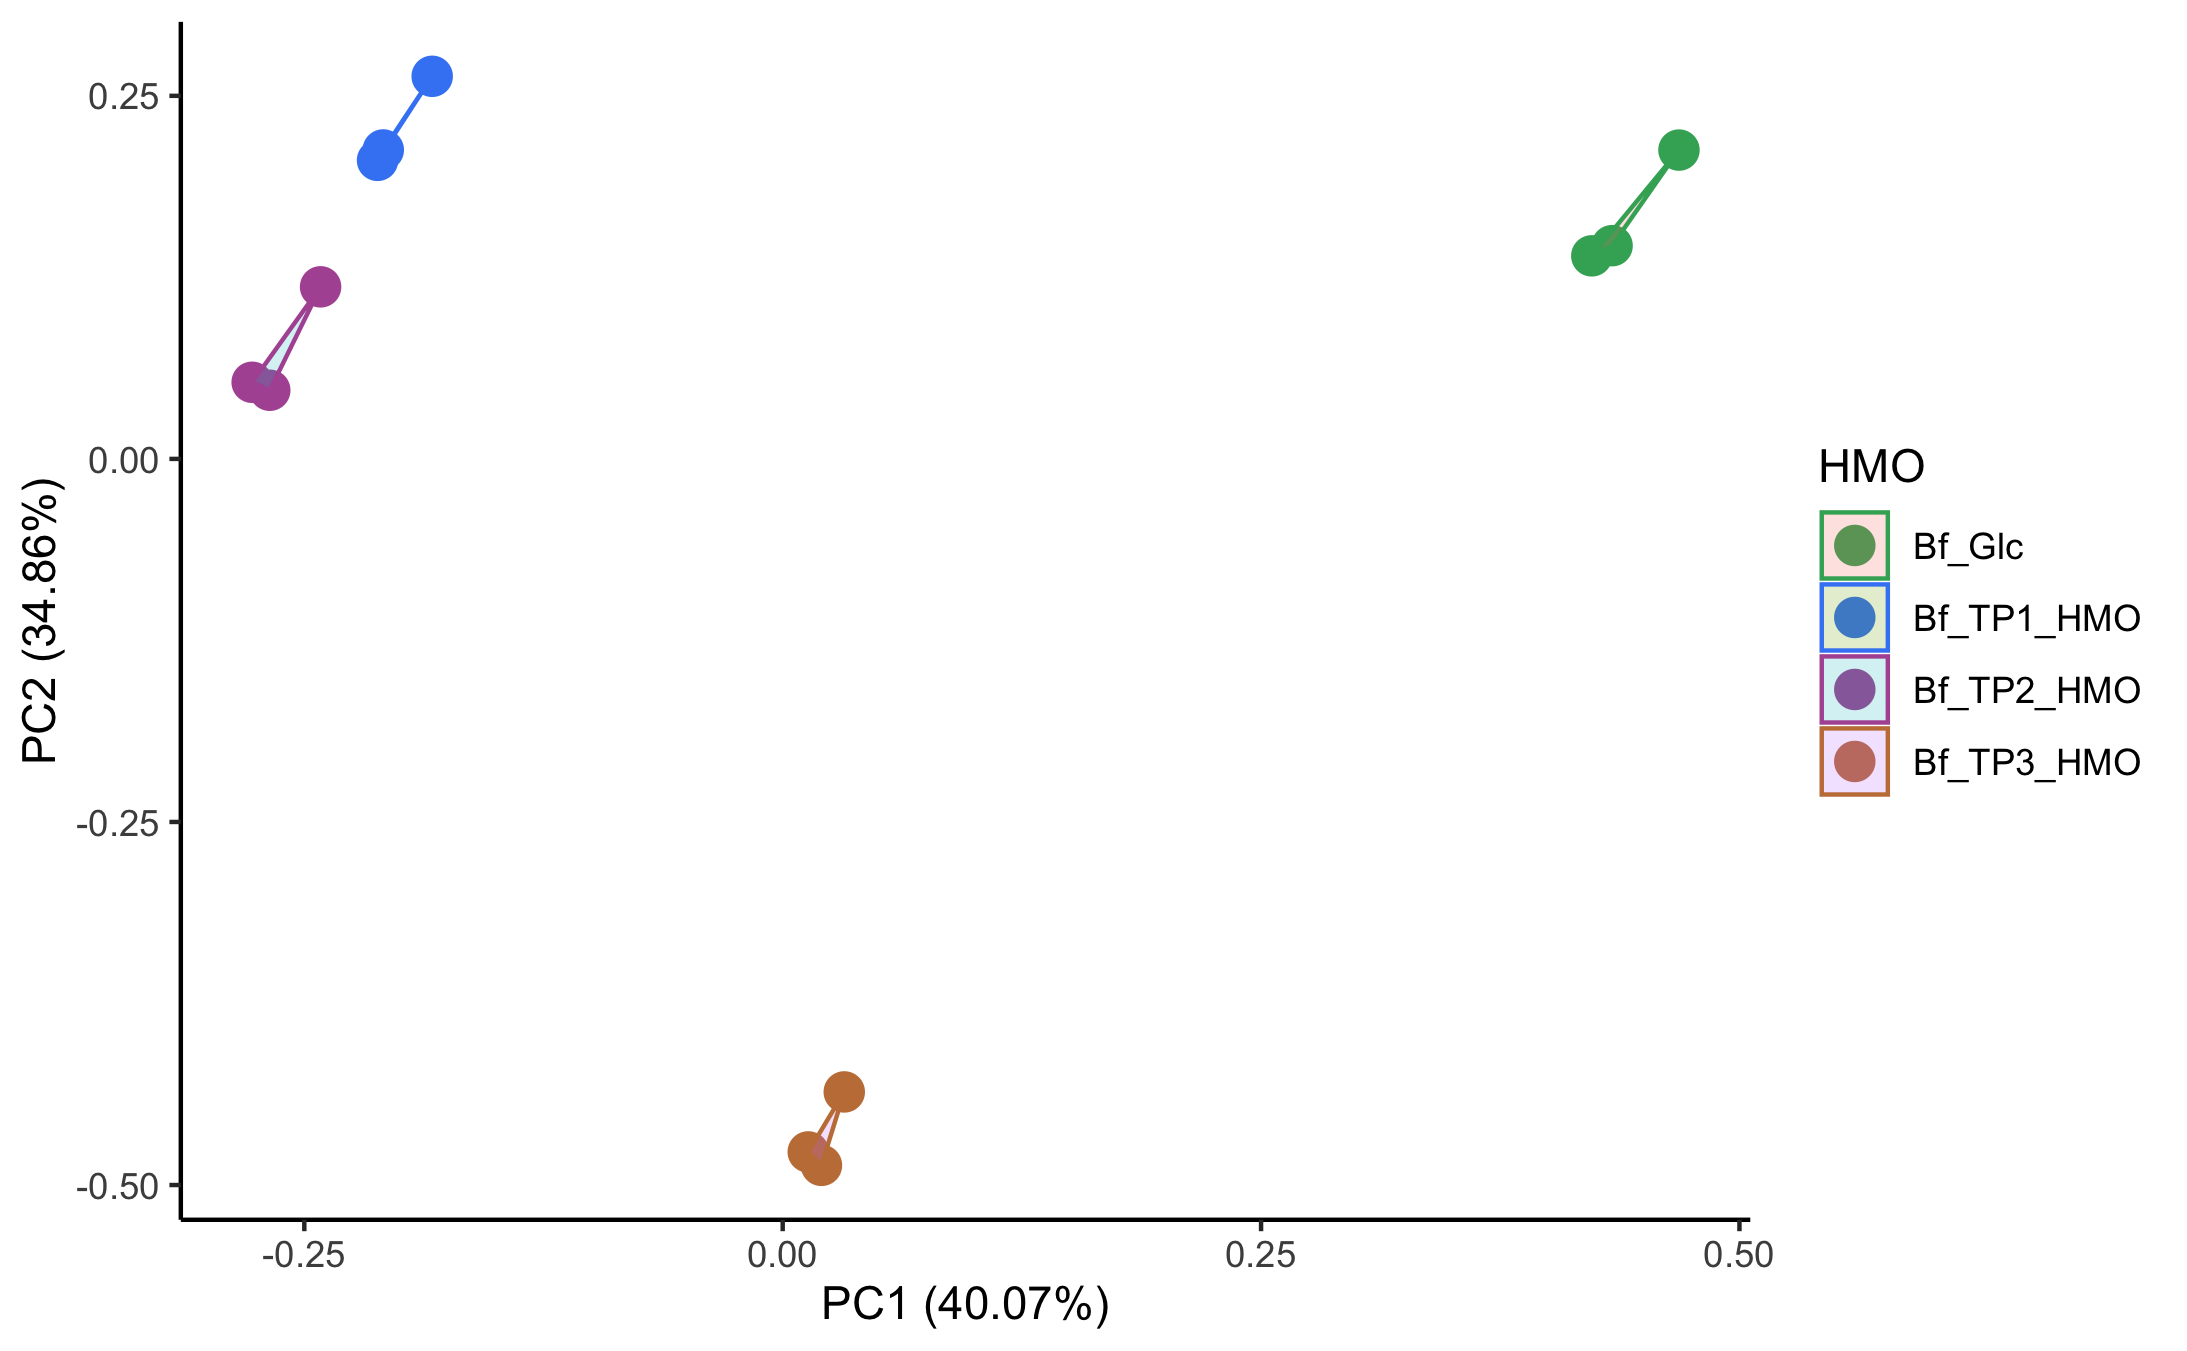 0.25
0.00
-0.25
-0.50
PC2 (34.86%)
-0.25
0.00
0.25
0.50
PC1 (40.07%)
HMO
Bf_Glc
Bf_TP1_HMO
Bf_TP2_HMO
Bf_TP3_HMO